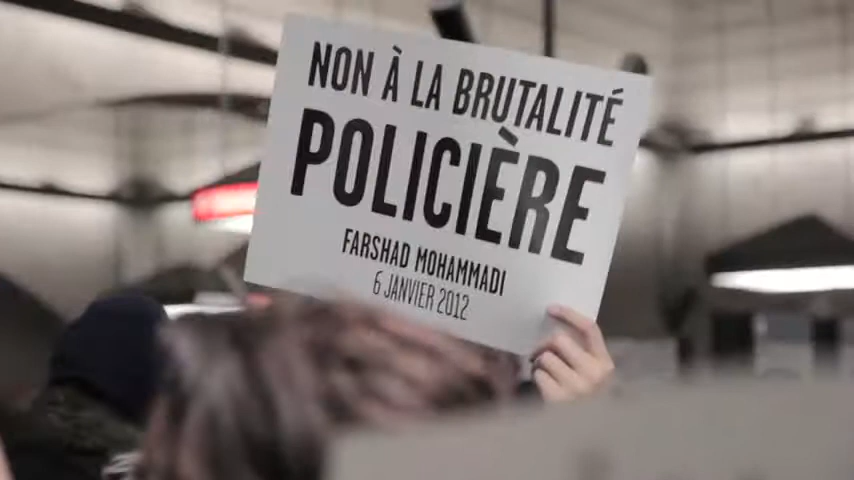 NON À LA BRUTALITÉ
POLICIÈRE
FARSHAD MOHAMMADI
6 JANVIER 2012